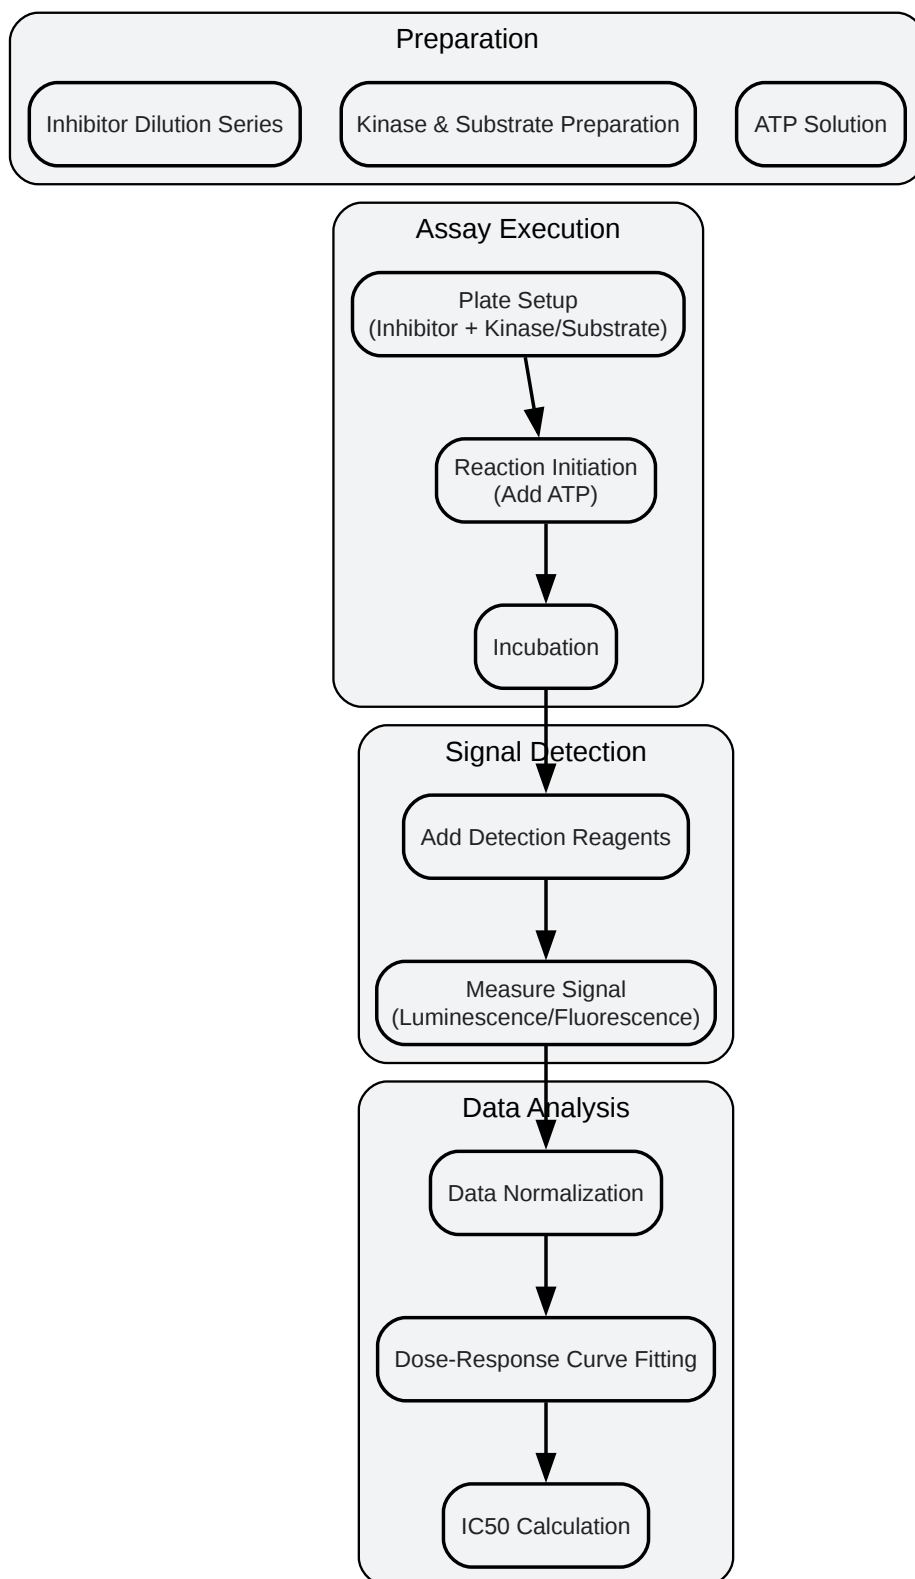 Preparation
Inhibitor Dilution Series
Kinase & Substrate Preparation
ATP Solution
Assay Execution
Plate Setup
(Inhibitor + Kinase/Substrate)
Reaction Initiation
(Add ATP)
Incubation
Signal Detection
Add Detection Reagents
Measure Signal
(Luminescence/Fluorescence)
Data Analysis
Data Normalization
Dose-Response Curve Fitting
IC50 Calculation